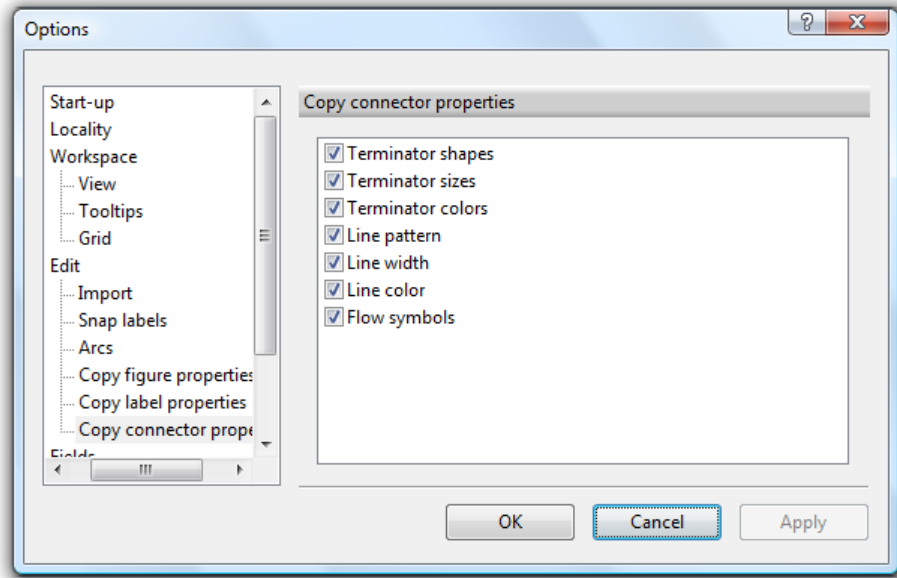 Options
?
X
Start-up
Locality
Workspace
View
Tooltips
Grid
Edit
Import
Snap labels
Arcs
Copy figure properties
Copy label properties
Copy connector prope
Fields
Copy connector properties
Terminator shapes
Terminator sizes
Terminator colors
Line pattern
Line width
Line color
Flow symbols
OK
Cancel
Apply